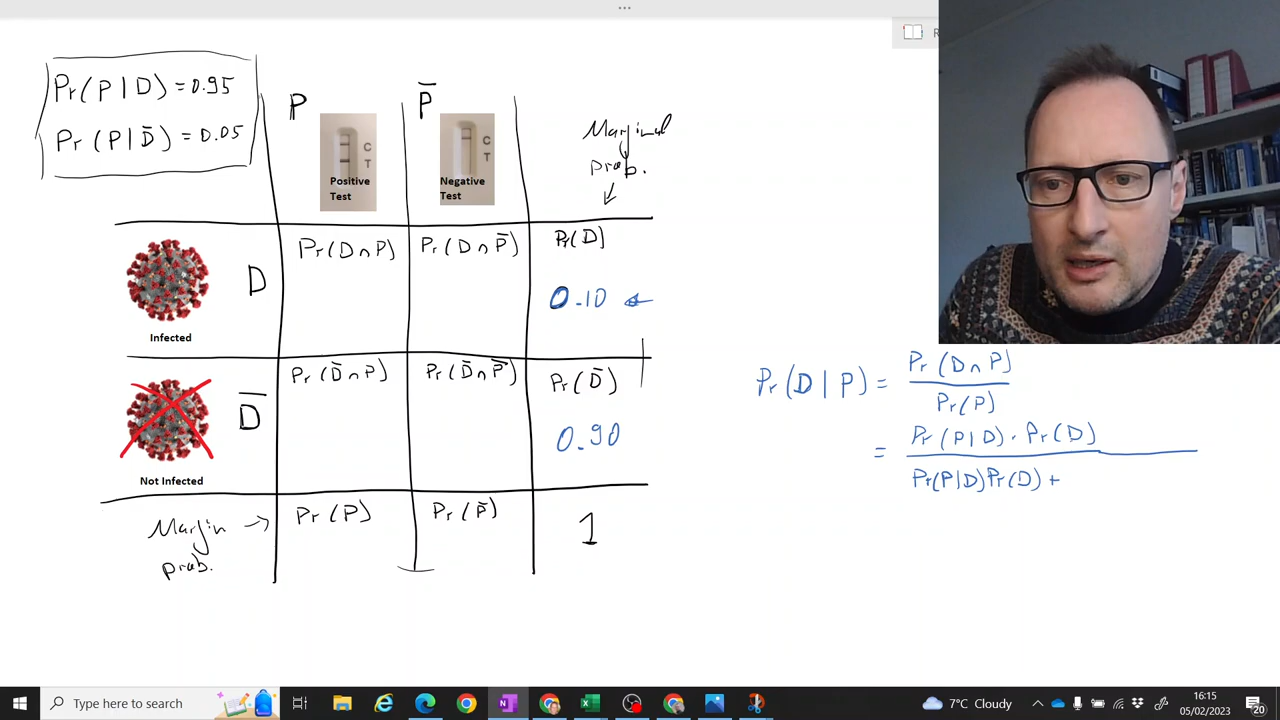 Pr(P|D)=0.95
Pr(P|D̄)=0.05
P
P̄
C
T
Positive
Test
C
T
Negative
Test
Marginal
prob.
D
Infected
Pr(D∩P)
Pr(D∩P̄)
Pr(D)
0.10
D̄
Not Infected
Pr(D̄∩P)
Pr(D̄∩P̄)
Pr(D̄)
0.90
Margin
prob.
Pr(P)
Pr(P̄)
1
Pr(D|P) = Pr(D∩P)
Pr(P)
= Pr(P|D) · Pr(D)
Pr(P|D)Pr(D)+
Type here to search
7°C Cloudy
16:15
05/02/2023
20